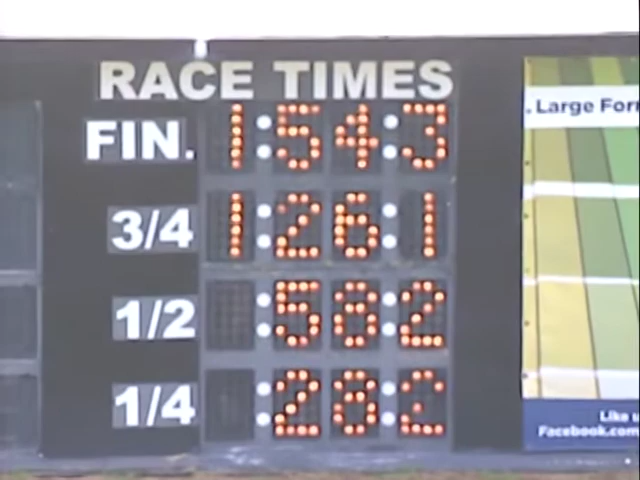 RACE TIMES
FIN. 1:54:3
3/4 1:26:1
1/2 :58:2
1/4 :28:2
. Large
Like
Facebook.com